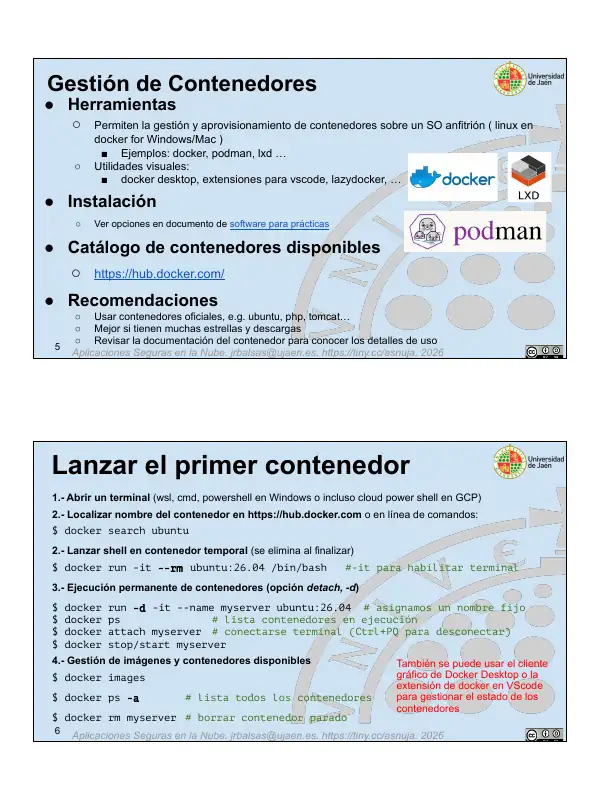 Gestión de Contenedores
Universidad
de Jaén
● Herramientas
○ Permiten la gestión y aprovisionamiento de contenedores sobre un SO anfitrión ( linux en
docker for Windows/Mac )
■ Ejemplos: docker, podman, lxd …
○ Utilidades visuales:
■ docker desktop, extensiones para vscode, lazydocker, …
docker
LXD
podman
● Instalación
○ Ver opciones en documento de software para prácticas
● Catálogo de contenedores disponibles
○ https://hub.docker.com/
● Recomendaciones
○ Usar contenedores oficiales, e.g. ubuntu, php, tomcat…
○ Mejor si tienen muchas estrellas y descargas
○ Revisar la documentación del contenedor para conocer los detalles de uso
5
Aplicaciones Seguras en la Nube. jrbalsas@ujaen.es. https://tiny.cc/asnuja. 2026
Lanzar el primer contenedor
Universidad
de Jaén
1.- Abrir un terminal (wsl, cmd, powershell en Windows o incluso cloud power shell en GCP)
2.- Localizar nombre del contenedor en https://hub.docker.com o en línea de comandos:
$ docker search ubuntu
2.- Lanzar shell en contenedor temporal (se elimina al finalizar)
$ docker run -it --rm ubuntu:26.04 /bin/bash #-it para habilitar terminal
3.- Ejecución permanente de contenedores (opción detach, -d)
$ docker run -d -it --name myserver ubuntu:26.04 # asignamos un nombre fijo
$ docker ps # lista contenedores en ejecución
$ docker attach myserver # conectarse terminal (Ctrl+PQ para desconectar)
$ docker stop/start myserver
4.- Gestión de imágenes y contenedores disponibles
$ docker images
$ docker ps -a # lista todos los contenedores
$ docker rm myserver # borrar contenedor parado
También se puede usar el cliente
gráfico de Docker Desktop o la
extensión de docker en VScode
para gestionar el estado de los
contenedores
6
Aplicaciones Seguras en la Nube. jrbalsas@ujaen.es. https://tiny.cc/asnuja. 2026